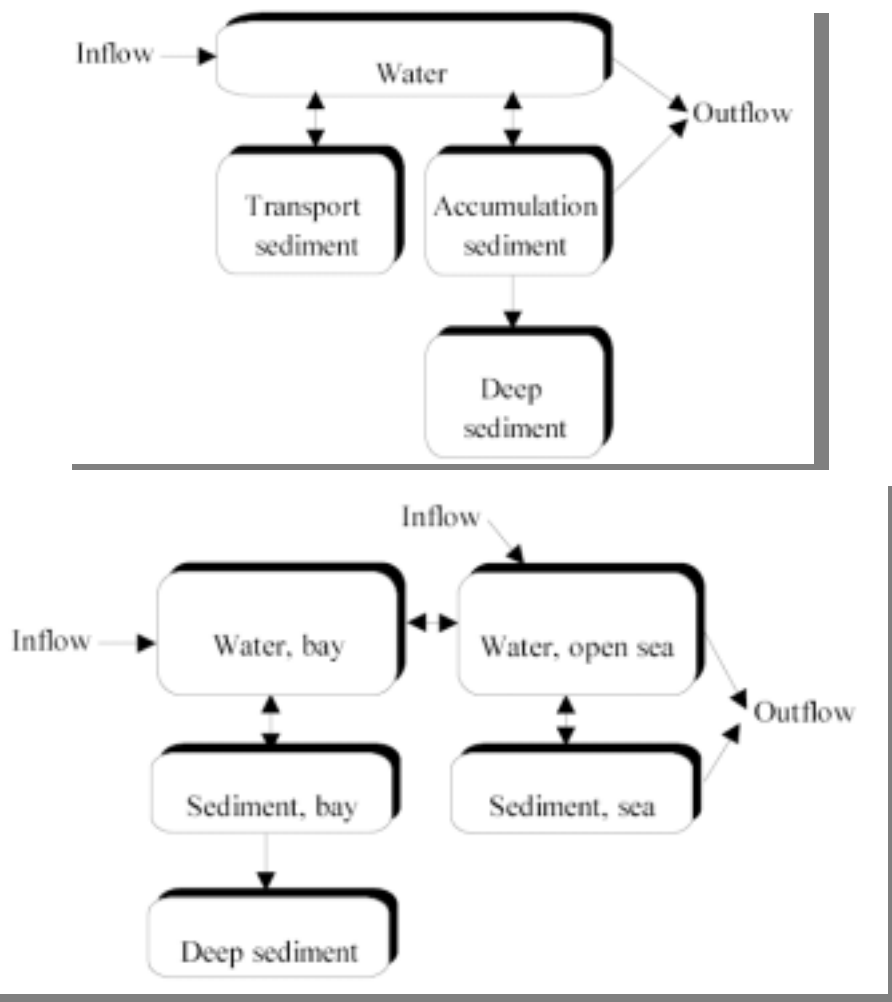 Inflow
Water
Outflow
Transport
sediment
Accumulation
sediment
Deep
sediment
Inflow
Inflow
Water, bay
Water, open sea
Outflow
Sediment, bay
Sediment, sea
Deep sediment